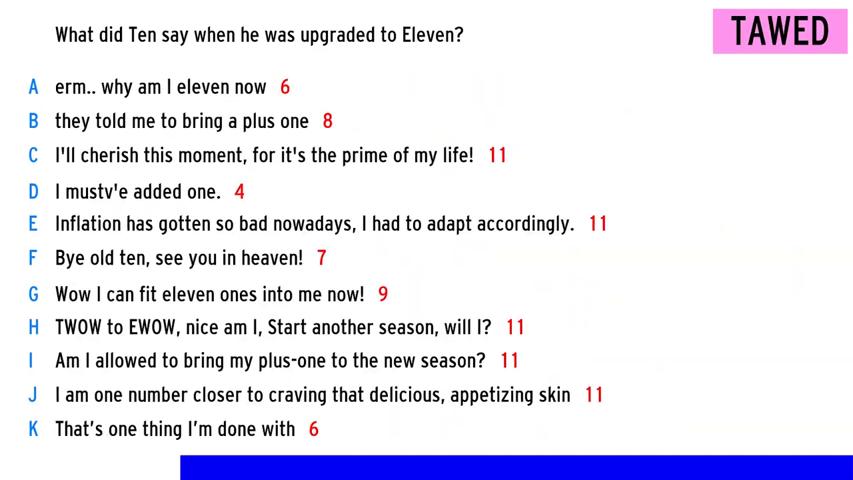 What did Ten say when he was upgraded to Eleven?
TAWED
A erm.. why am I eleven now 6
B they told me to bring a plus one 8
C I'll cherish this moment, for it's the prime of my life! 11
D I mustv'e added one. 4
E Inflation has gotten so bad nowadays, I had to adapt accordingly. 11
F Bye old ten, see you in heaven! 7
G Wow I can fit eleven ones into me now! 9
H TWOW to EWOW, nice am I, Start another season, will I? 11
I Am I allowed to bring my plus-one to the new season? 11
J I am one number closer to craving that delicious, appetizing skin 11
K That’s one thing I’m done with 6